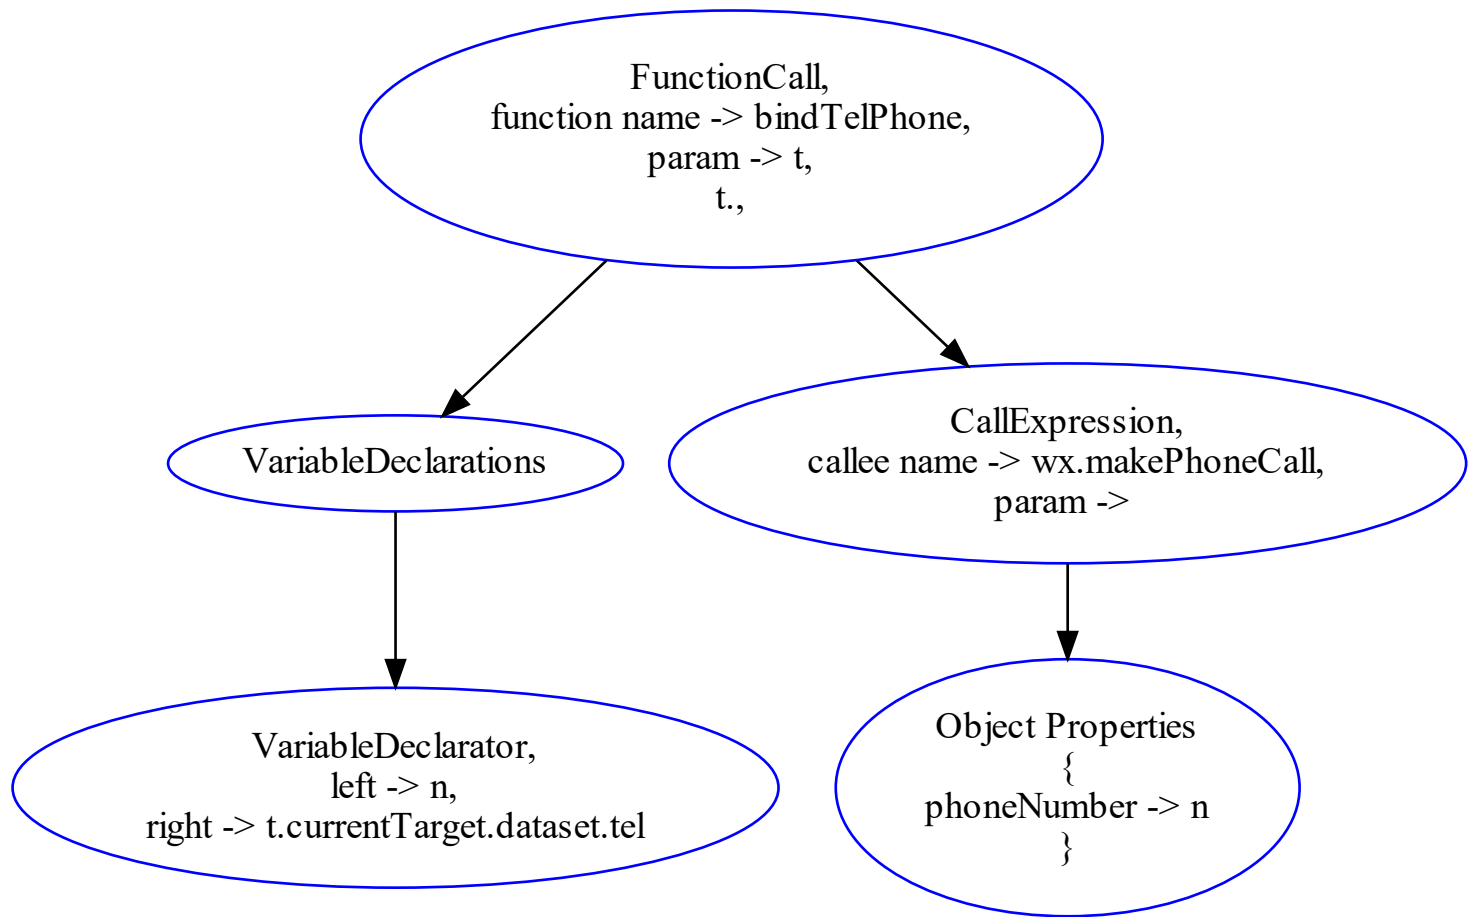 FunctionCall,
function name -> bindTelPhone,
param -> t,
t.,
VariableDeclarations
CallExpression,
callee name -> wx.makePhoneCall,
param ->
VariableDeclarator,
left -> n,
right -> t.currentTarget.dataset.tel
Object Properties
{
phoneNumber -> n
}